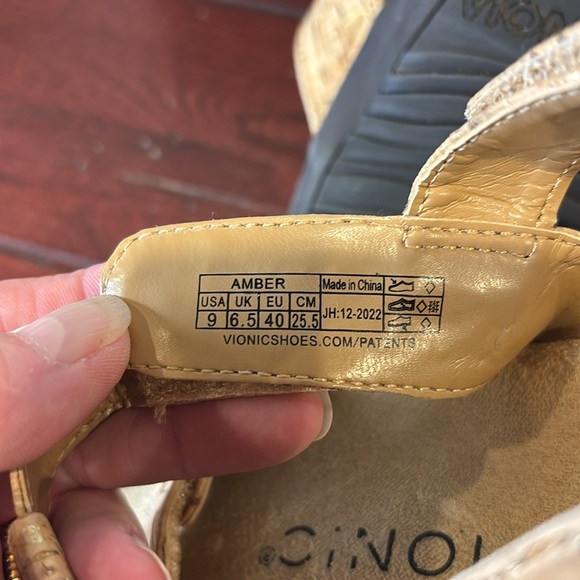 VIONIC
AMBER
Made in China
USA UK EU CM
9 6.5 40 25.5
JH:12-2022
VIONICSHOES.COM/PATENTS
VIONIC®